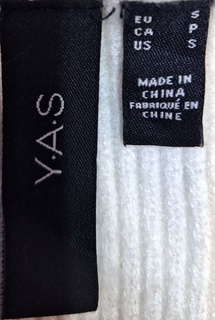 Y.A.S
EU S
CA P
US S
MADE IN
CHINA
FABRIQUÉ EN
CHINE